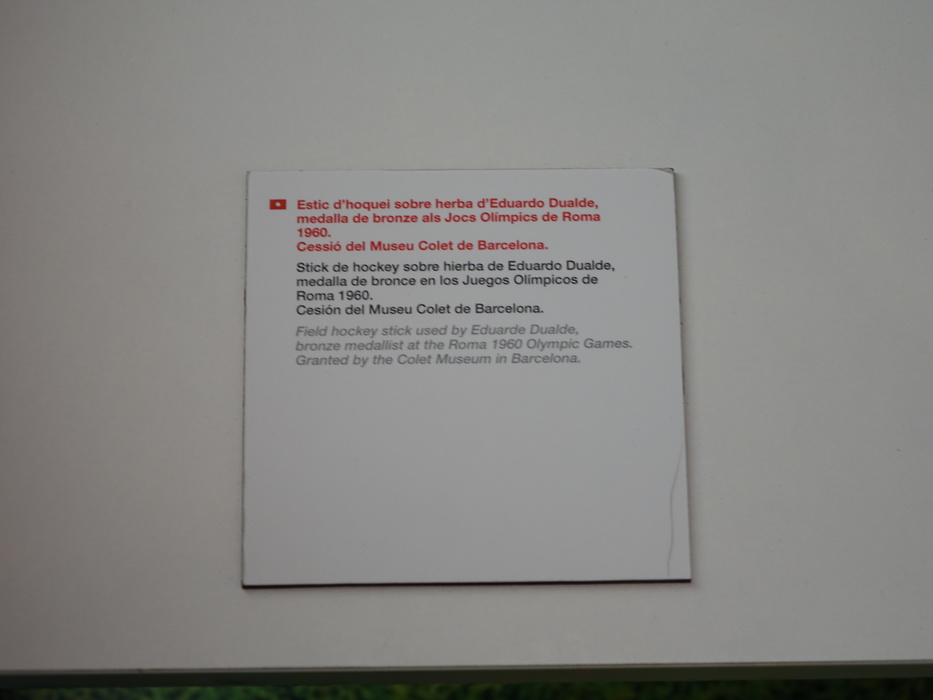 Estic d'hoquei sobre herba d'Eduardo Dualde,
medalla de bronze als Jocs Olímpics de Roma
1960.
Cessió del Museu Colet de Barcelona.
Stick de hockey sobre hierba de Eduardo Dualde,
medalla de bronce en los Juegos Olímpicos de
Roma 1960.
Cesión del Museu Colet de Barcelona.
Field hockey stick used by Eduarde Dualde,
bronze medallist at the Roma 1960 Olympic Games.
Granted by the Colet Museum in Barcelona.